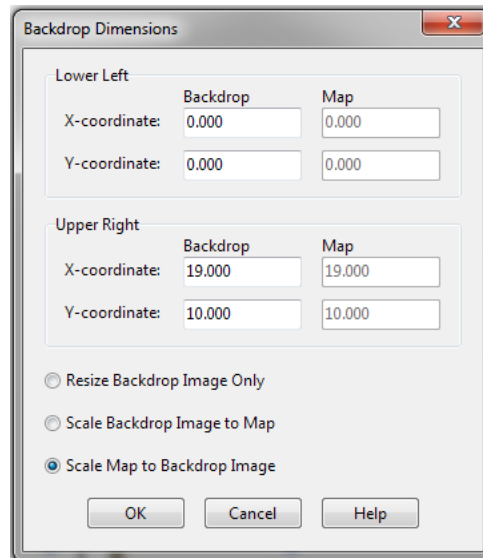 Backdrop Dimensions
Lower Left
Backdrop Map
X-coordinate: 0.000 0.000
Y-coordinate: 0.000 0.000
Upper Right
Backdrop Map
X-coordinate: 19.000 19.000
Y-coordinate: 10.000 10.000
Resize Backdrop Image Only
Scale Backdrop Image to Map
Scale Map to Backdrop Image
OK Cancel Help